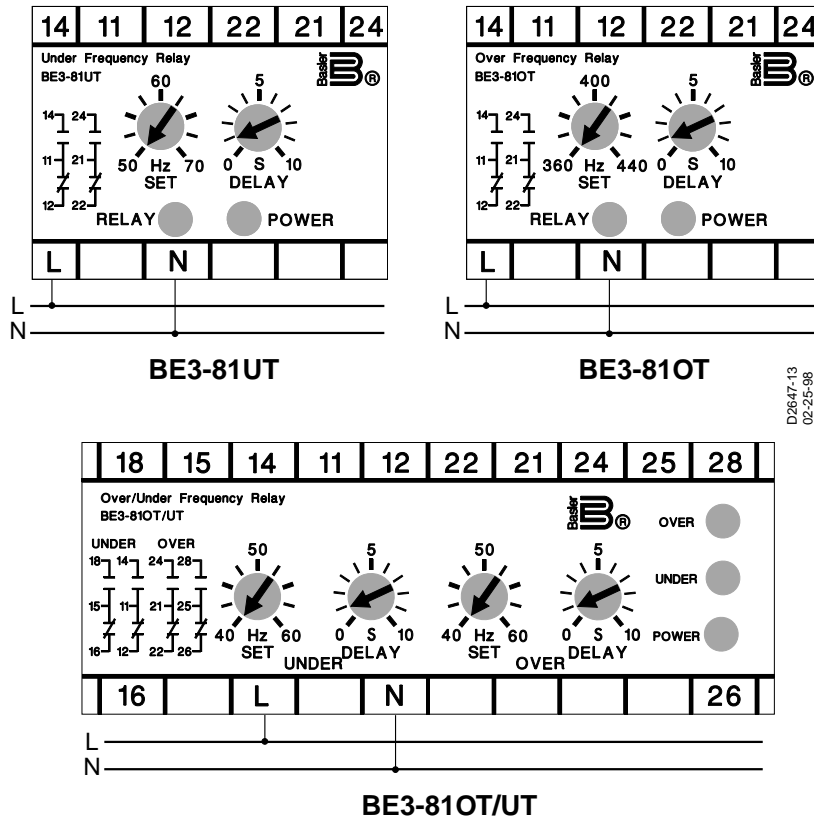 14 11 12 22 21 24
Under Frequency Relay
BE3-81UT
Basler B ®
60 5
14 24
11 21
50 Hz 70 0 S 10
SET DELAY
12 22
RELAY POWER
L N
L
N
BE3-81UT
14 11 12 22 21 24
Over Frequency Relay
BE3-81OT
Basler B ®
400 5
14 24
11 21
360 Hz 440 0 S 10
SET DELAY
12 22
RELAY POWER
L N
L
N
BE3-81OT
D2647-13
02-25-98
18 15 14 11 12 22 21 24 25 28
Over/Under Frequency Relay
BE3-81OT/UT
Basler B ®
OVER
UNDER OVER
18 14 24 28
50 5 50 5
UNDER
15 11 21 25
40 Hz 60 0 S 10 40 Hz 60 0 S 10
POWER
16 12 22 26
SET DELAY SET DELAY
UNDER OVER
16 L N 26
L
N
BE3-81OT/UT